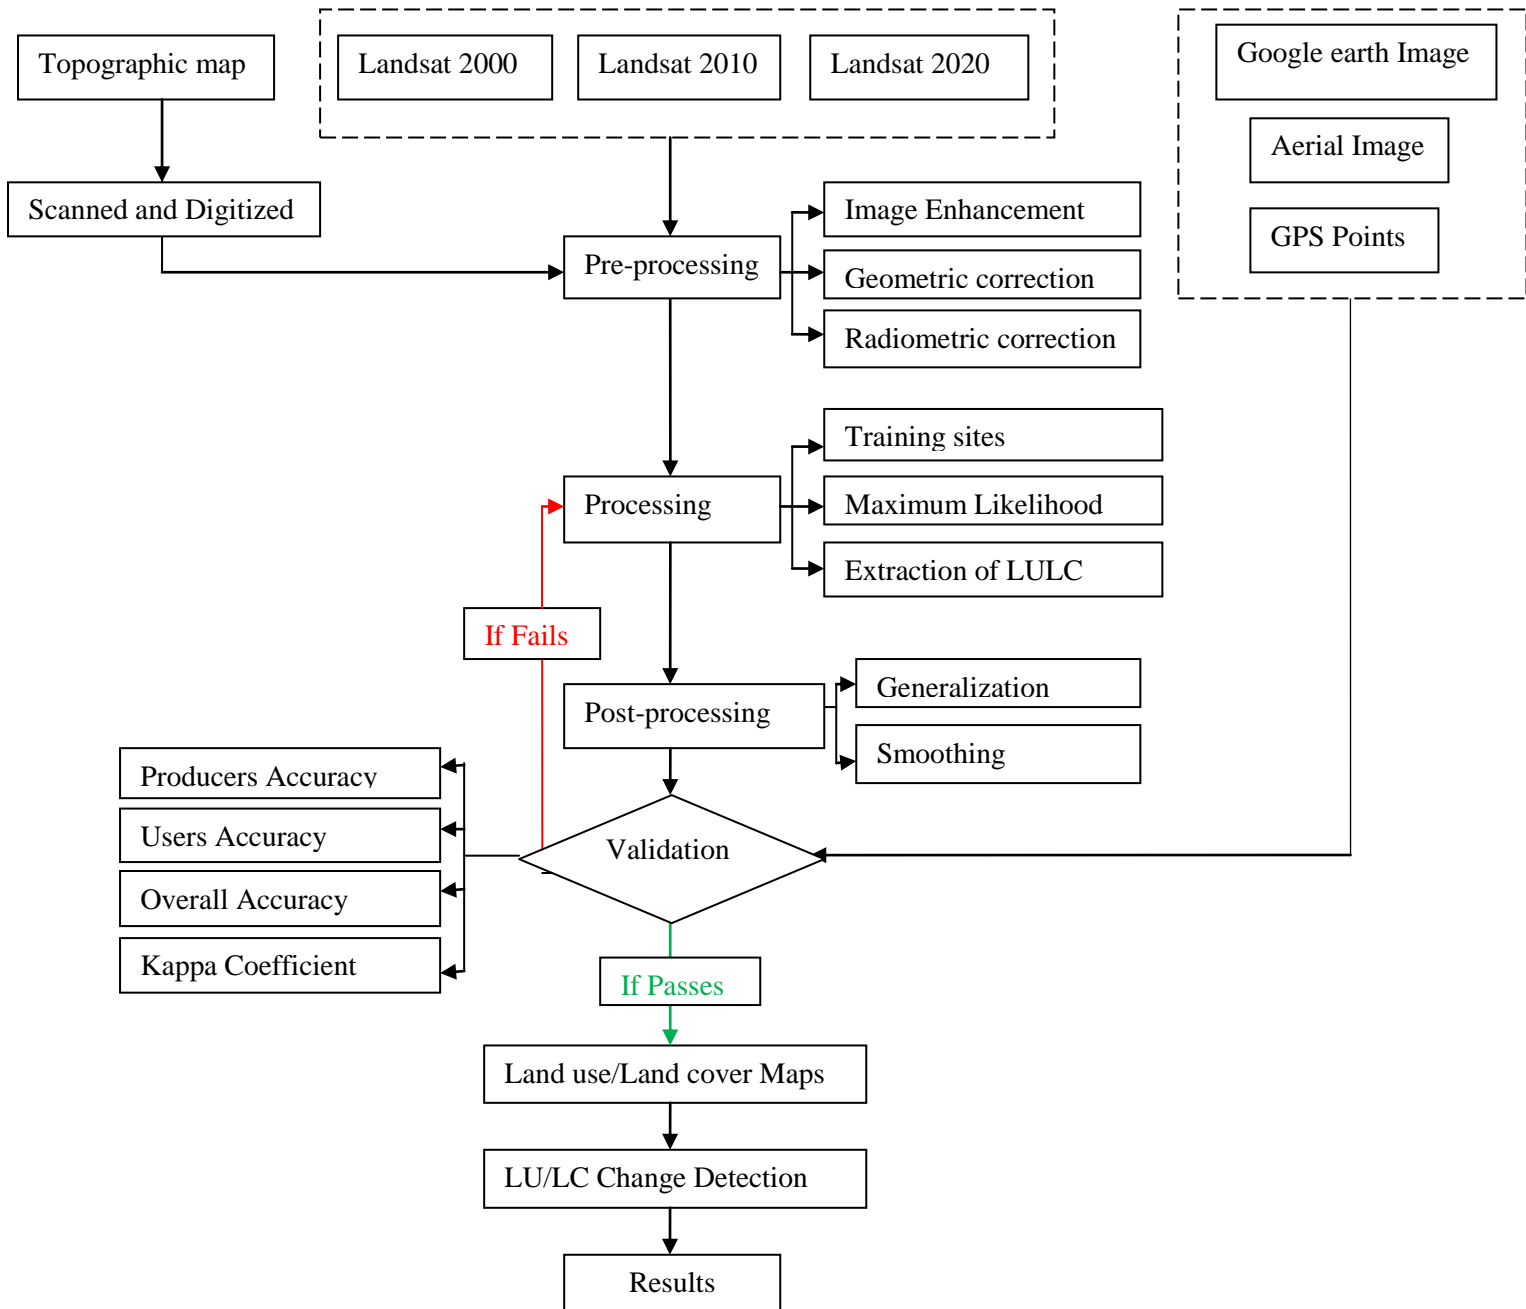 Topographic map
Landsat 2000
Landsat 2010
Landsat 2020
Google earth Image
Aerial Image
GPS Points
Scanned and Digitized
Pre-processing
Image Enhancement
Geometric correction
Radiometric correction
Processing
Training sites
Maximum Likelihood
Extraction of LULC
If Fails
Post-processing
Generalization
Smoothing
Producers Accuracy
Users Accuracy
Overall Accuracy
Kappa Coefficient
Validation
If Passes
Land use/Land cover Maps
LU/LC Change Detection
Results